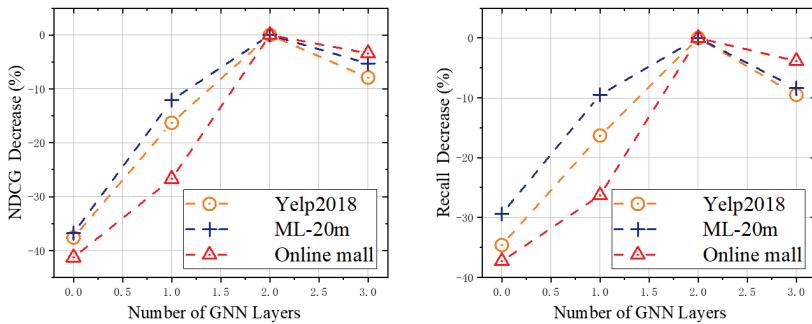 NDCG Decrease (%)
0
-10
-20
-30
-40
0.0 0.5 1.0 1.5 2.0 2.5 3.0
Number of GNN Layers
Yelp2018
ML-20m
Online mall
Recall Decrease (%)
0
-10
-20
-30
-40
0.0 0.5 1.0 1.5 2.0 2.5 3.0
Number of GNN Layers
Yelp2018
ML-20m
Online mall